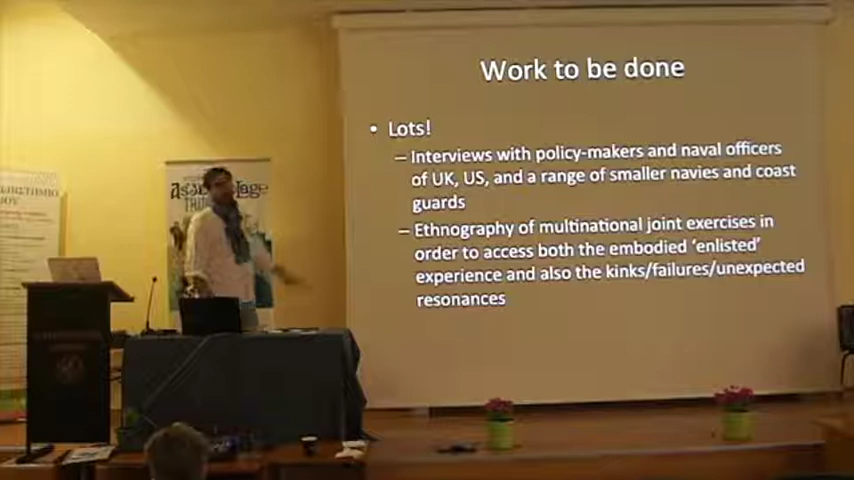 Work to be done
• Lots!
– Interviews with policy-makers and naval officers
of UK, US, and a range of smaller navies and coast
guards
– Ethnography of multinational joint exercises in
order to access both the embodied 'enlisted'
experience and also the kinks/failures/unexpected
resonances